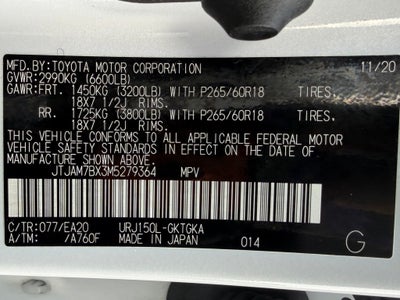 MFD.BY:TOYOTA MOTOR CORPORATION 11/20
GVWR:2990KG (6600LB)
GAWR:FRT. 1450KG (3200LB) WITH P265/60R18 TIRES.
18X7 1/2J RIMS.
RR. 1725KG (3800LB) WITH P265/60R18 TIRES.
18X7 1/2J RIMS.
THIS VEHICLE CONFORMS TO ALL APPLICABLE FEDERAL MOTOR
VEHICLE SAFETY STANDARDS IN EFFECT ON THE DATE OF
MANUFACTURE SHOWN ABOVE.
JTJAM7BX3M5279364 MPV
C/TR:077/EA20 URJ150L-GKTGKA
A/TM: /A760F MADE IN JAPAN 014 G